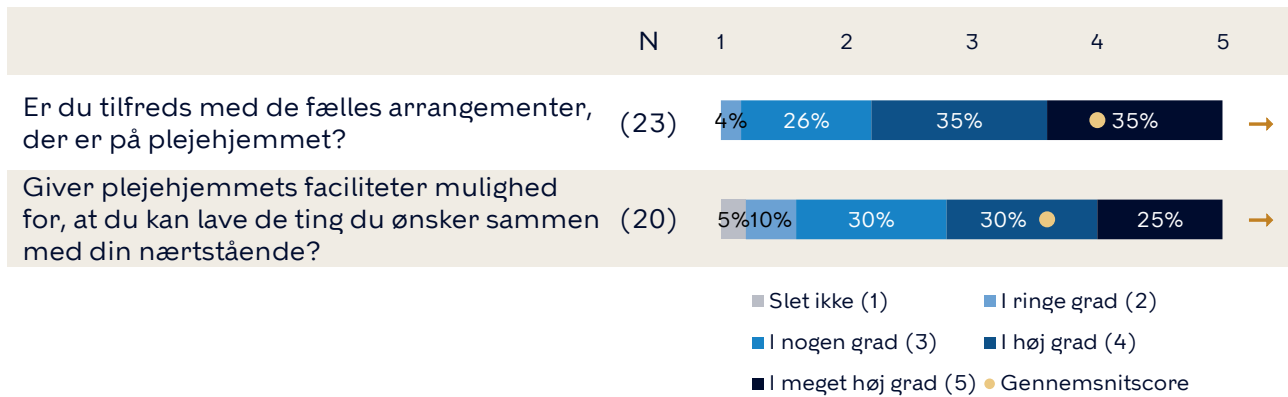 N 1 2 3 4 5
Er du tilfreds med de fælles arrangementer,
der er på plejehjemmet?
(23) 4% 26% 35% 35% →
Giver plejehjemmets faciliteter mulighed
for, at du kan lave de ting du ønsker sammen
med din nærtstående?
(20) 5% 10% 30% 30% 25% →
Slet ikke (1) I ringe grad (2)
I nogen grad (3) I høj grad (4)
I meget høj grad (5) Gennemsnitscore